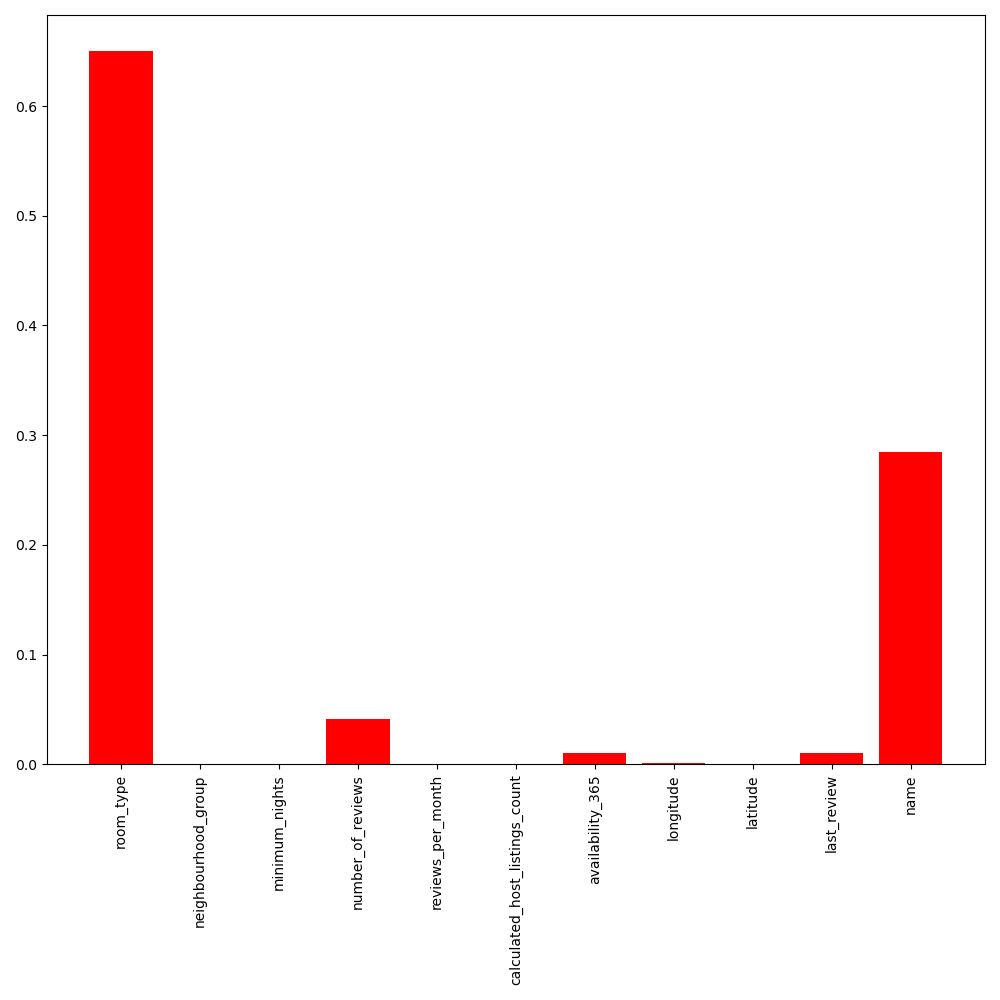 0.6
0.5
0.4
0.3
0.2
0.1
0.0
room_type
neighbourhood_group
minimum_nights
number_of_reviews
reviews_per_month
calculated_host_listings_count
availability_365
longitude
latitude
last_review
name